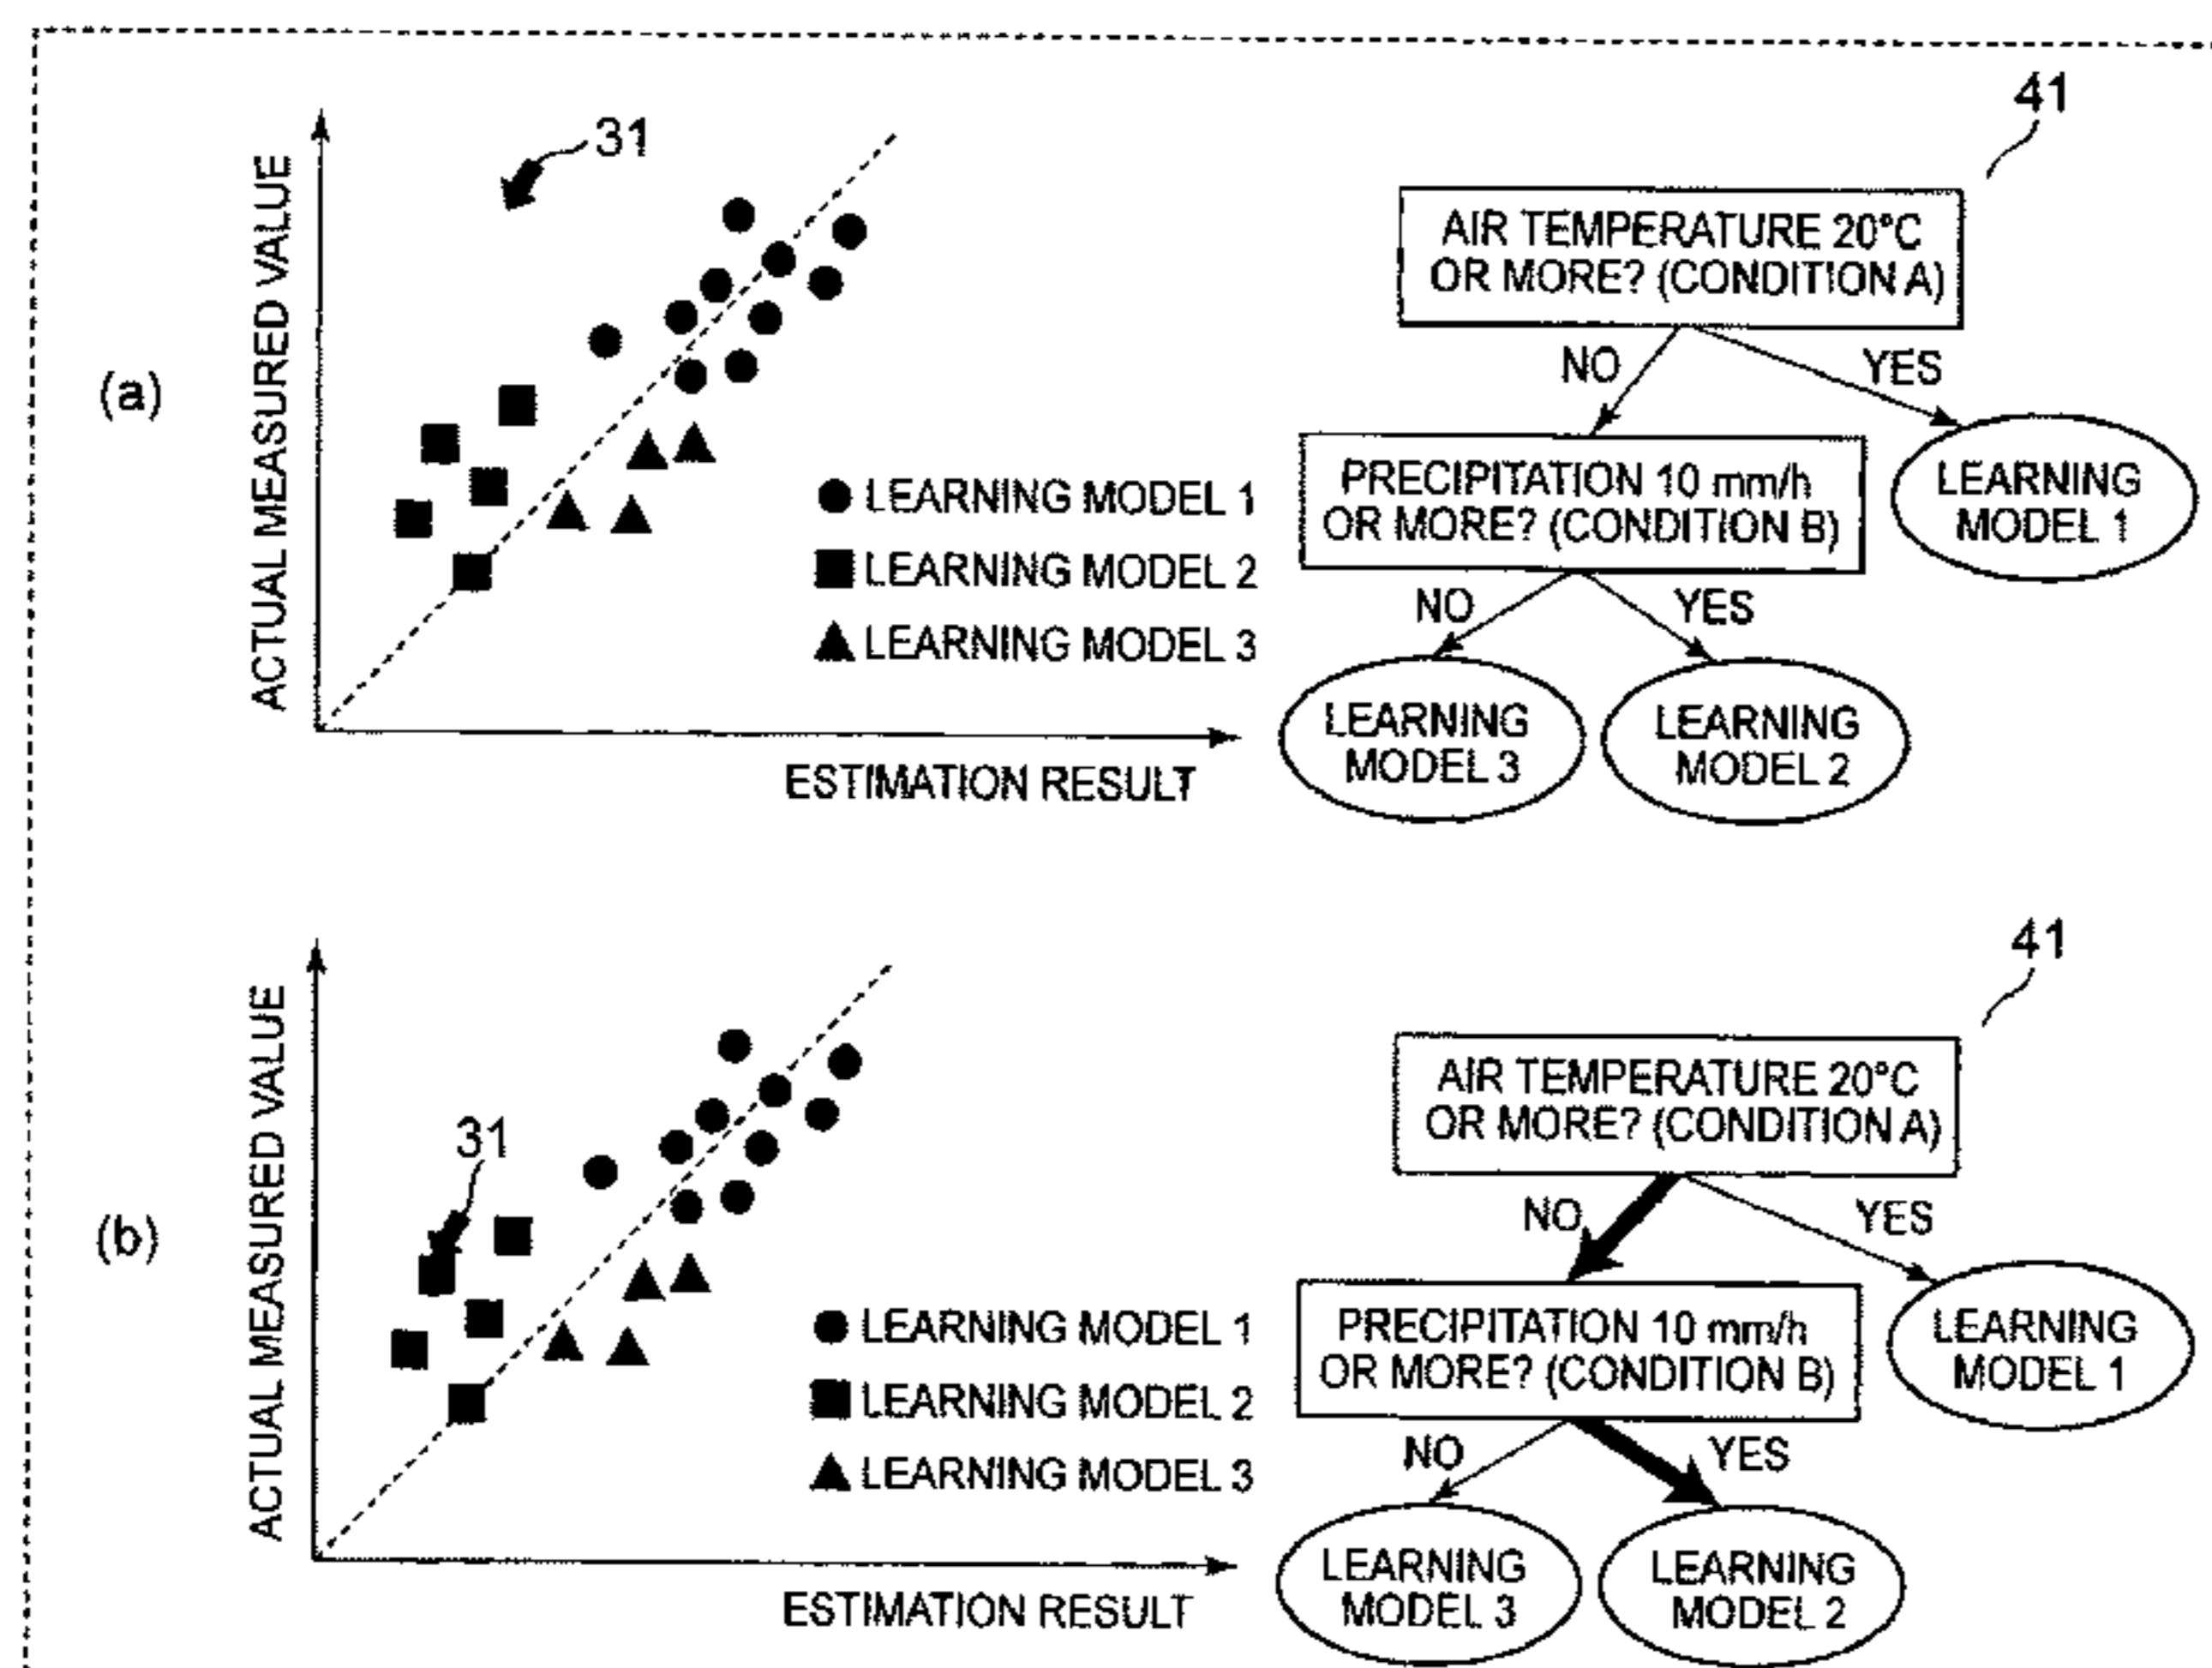 41
31
AIR TEMPERATURE 20°C
OR MORE? (CONDITION A)
ACTUAL MEASURED VALUE
NO
YES
(a)
PRECIPITATION 10 mm/h
OR MORE? (CONDITION B)
LEARNING
MODEL 1
LEARNING MODEL 1
LEARNING MODEL 2
LEARNING MODEL 3
NO
YES
LEARNING
MODEL 3
LEARNING
MODEL 2
ESTIMATION RESULT
41
AIR TEMPERATURE 20°C
OR MORE? (CONDITION A)
ACTUAL MEASURED VALUE
31
NO
YES
(b)
PRECIPITATION 10 mm/h
OR MORE? (CONDITION B)
LEARNING
MODEL 1
LEARNING MODEL 1
LEARNING MODEL 2
LEARNING MODEL 3
NO
YES
LEARNING
MODEL 3
LEARNING
MODEL 2
ESTIMATION RESULT